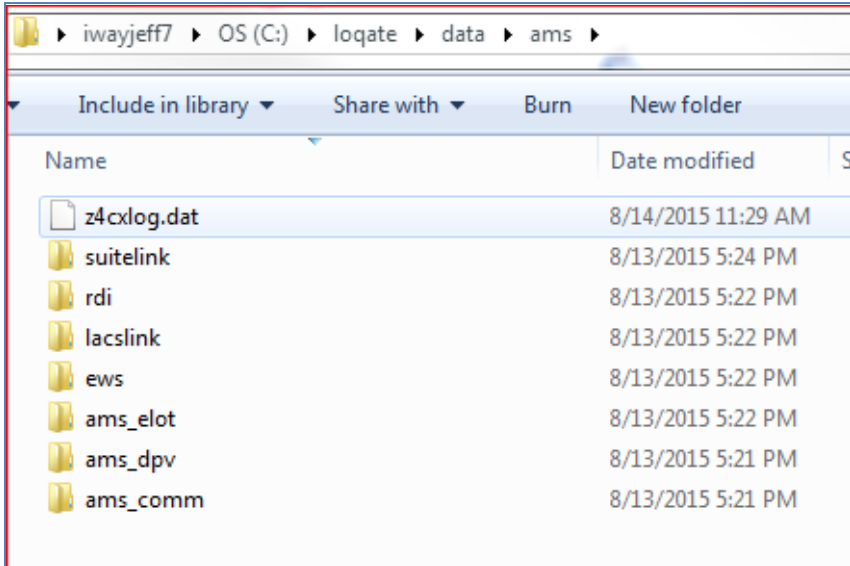 iwayjeff7 ▸ OS (C:) ▸ loqate ▸ data ▸ ams ▸
Include in library ▾ Share with ▾ Burn New folder
Name Date modified S
z4cxlog.dat 8/14/2015 11:29 AM
suitelink 8/13/2015 5:24 PM
rdi 8/13/2015 5:22 PM
lacslink 8/13/2015 5:22 PM
ews 8/13/2015 5:22 PM
ams_elot 8/13/2015 5:22 PM
ams_dpv 8/13/2015 5:21 PM
ams_comm 8/13/2015 5:21 PM